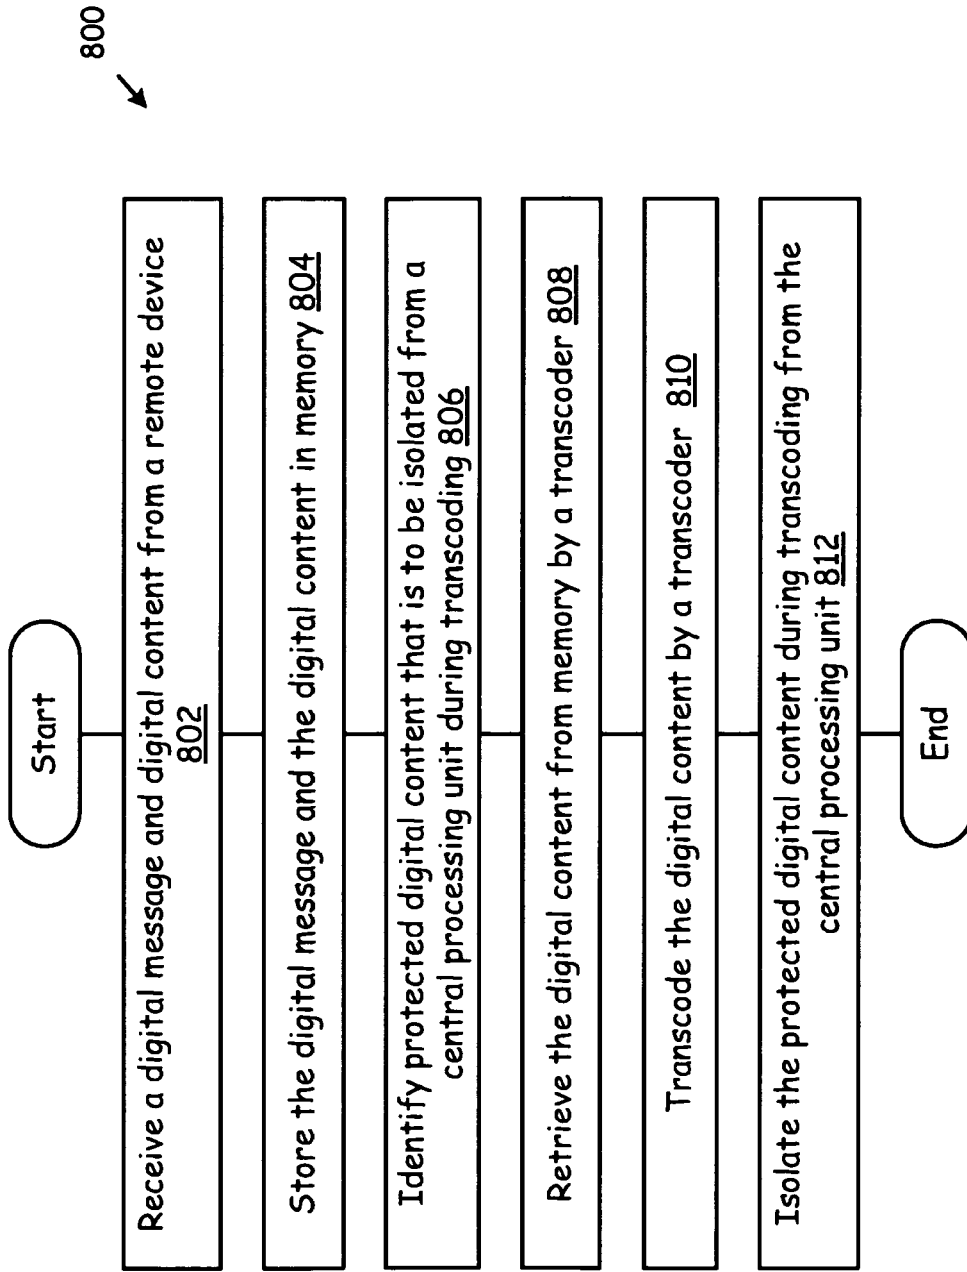 800
Start
Receive a digital message and digital content from a remote device
802
Store the digital message and the digital content in memory 804
Identify protected digital content that is to be isolated from a
central processing unit during transcoding 806
Retrieve the digital content from memory by a transcoder 808
Transcode the digital content by a transcoder 810
Isolate the protected digital content during transcoding from the
central processing unit 812
End